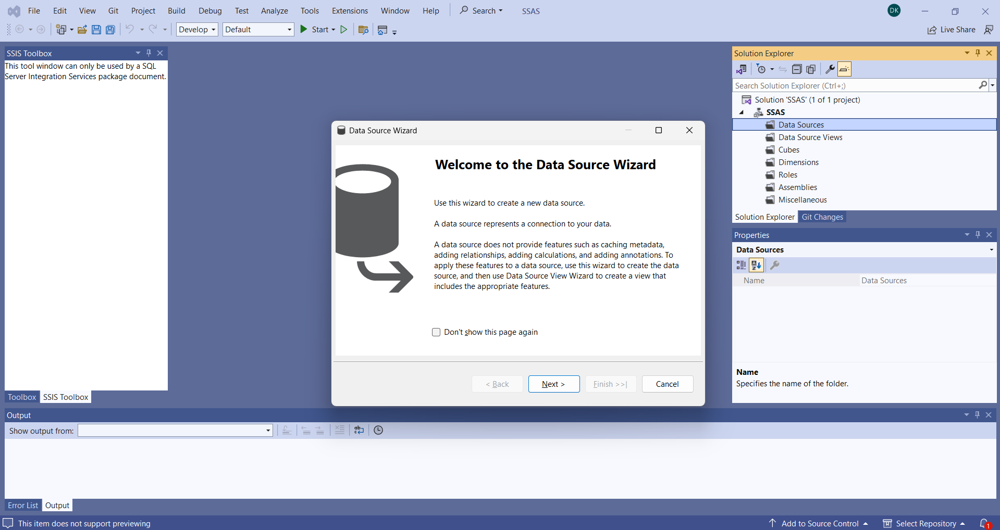 File Edit View Git Project Build Debug Test Analyze Tools Extensions Window Help Search SSAS DK
Develop Default Start Live Share
SSIS Toolbox
This tool window can only be used by a SQL
Server Integration Services package document.
Toolbox SSIS Toolbox
Data Source Wizard
Welcome to the Data Source Wizard
Use this wizard to create a new data source.
A data source represents a connection to your data.
A data source does not provide features such as caching metadata,
adding relationships, adding calculations, and adding annotations. To
apply these features to a data source, use this wizard to create the data
source, and then use Data Source View Wizard to create a view that
includes the appropriate features.
Don't show this page again
< Back Next > Finish >>| Cancel
Solution Explorer
Search Solution Explorer (Ctrl+;)
Solution 'SSAS' (1 of 1 project)
SSAS
Data Sources
Data Source Views
Cubes
Dimensions
Roles
Assemblies
Miscellaneous
Solution Explorer Git Changes
Properties
Data Sources
Name Data Sources
Name
Specifies the name of the folder.
Output
Show output from:
Error List Output
This item does not support previewing Add to Source Control Select Repository 1